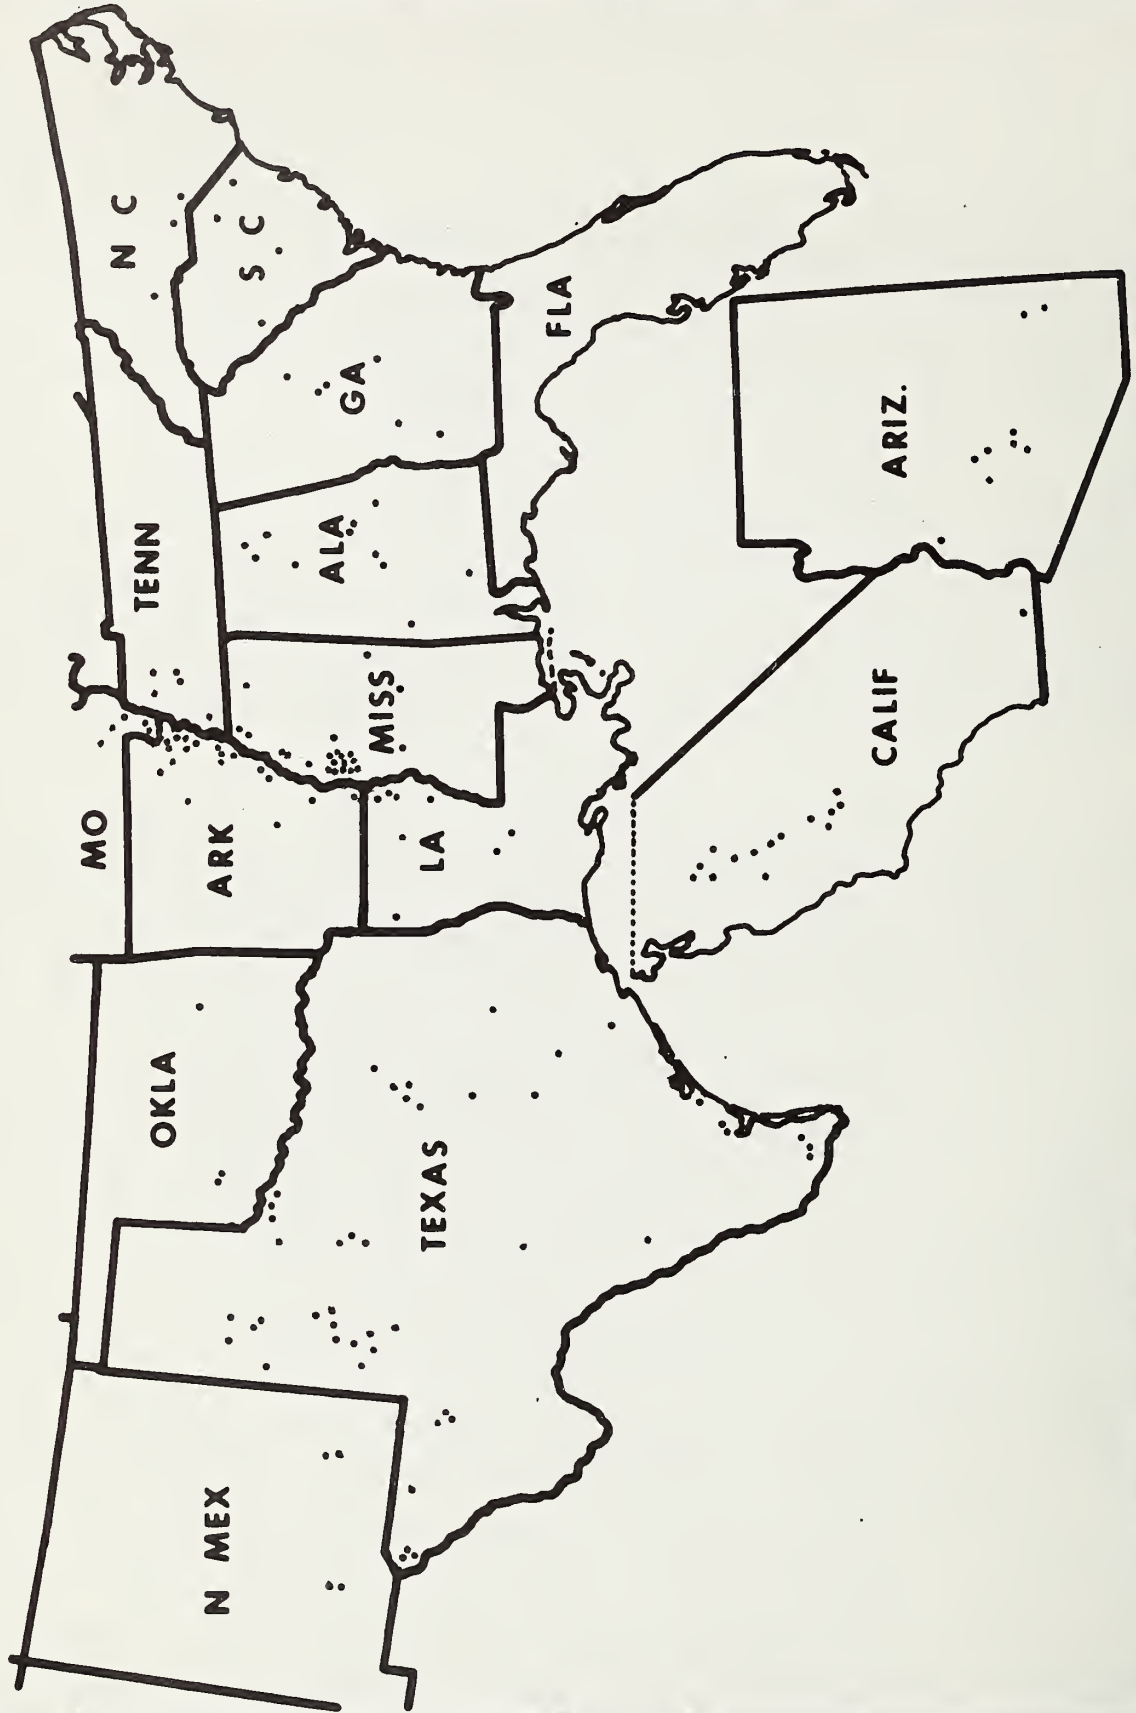 N C
S C
TENN
GA
FLA
ALA
MISS
MO
ARK
LA
OKLA
TEXAS
N MEX
ARIZ.
CALIF